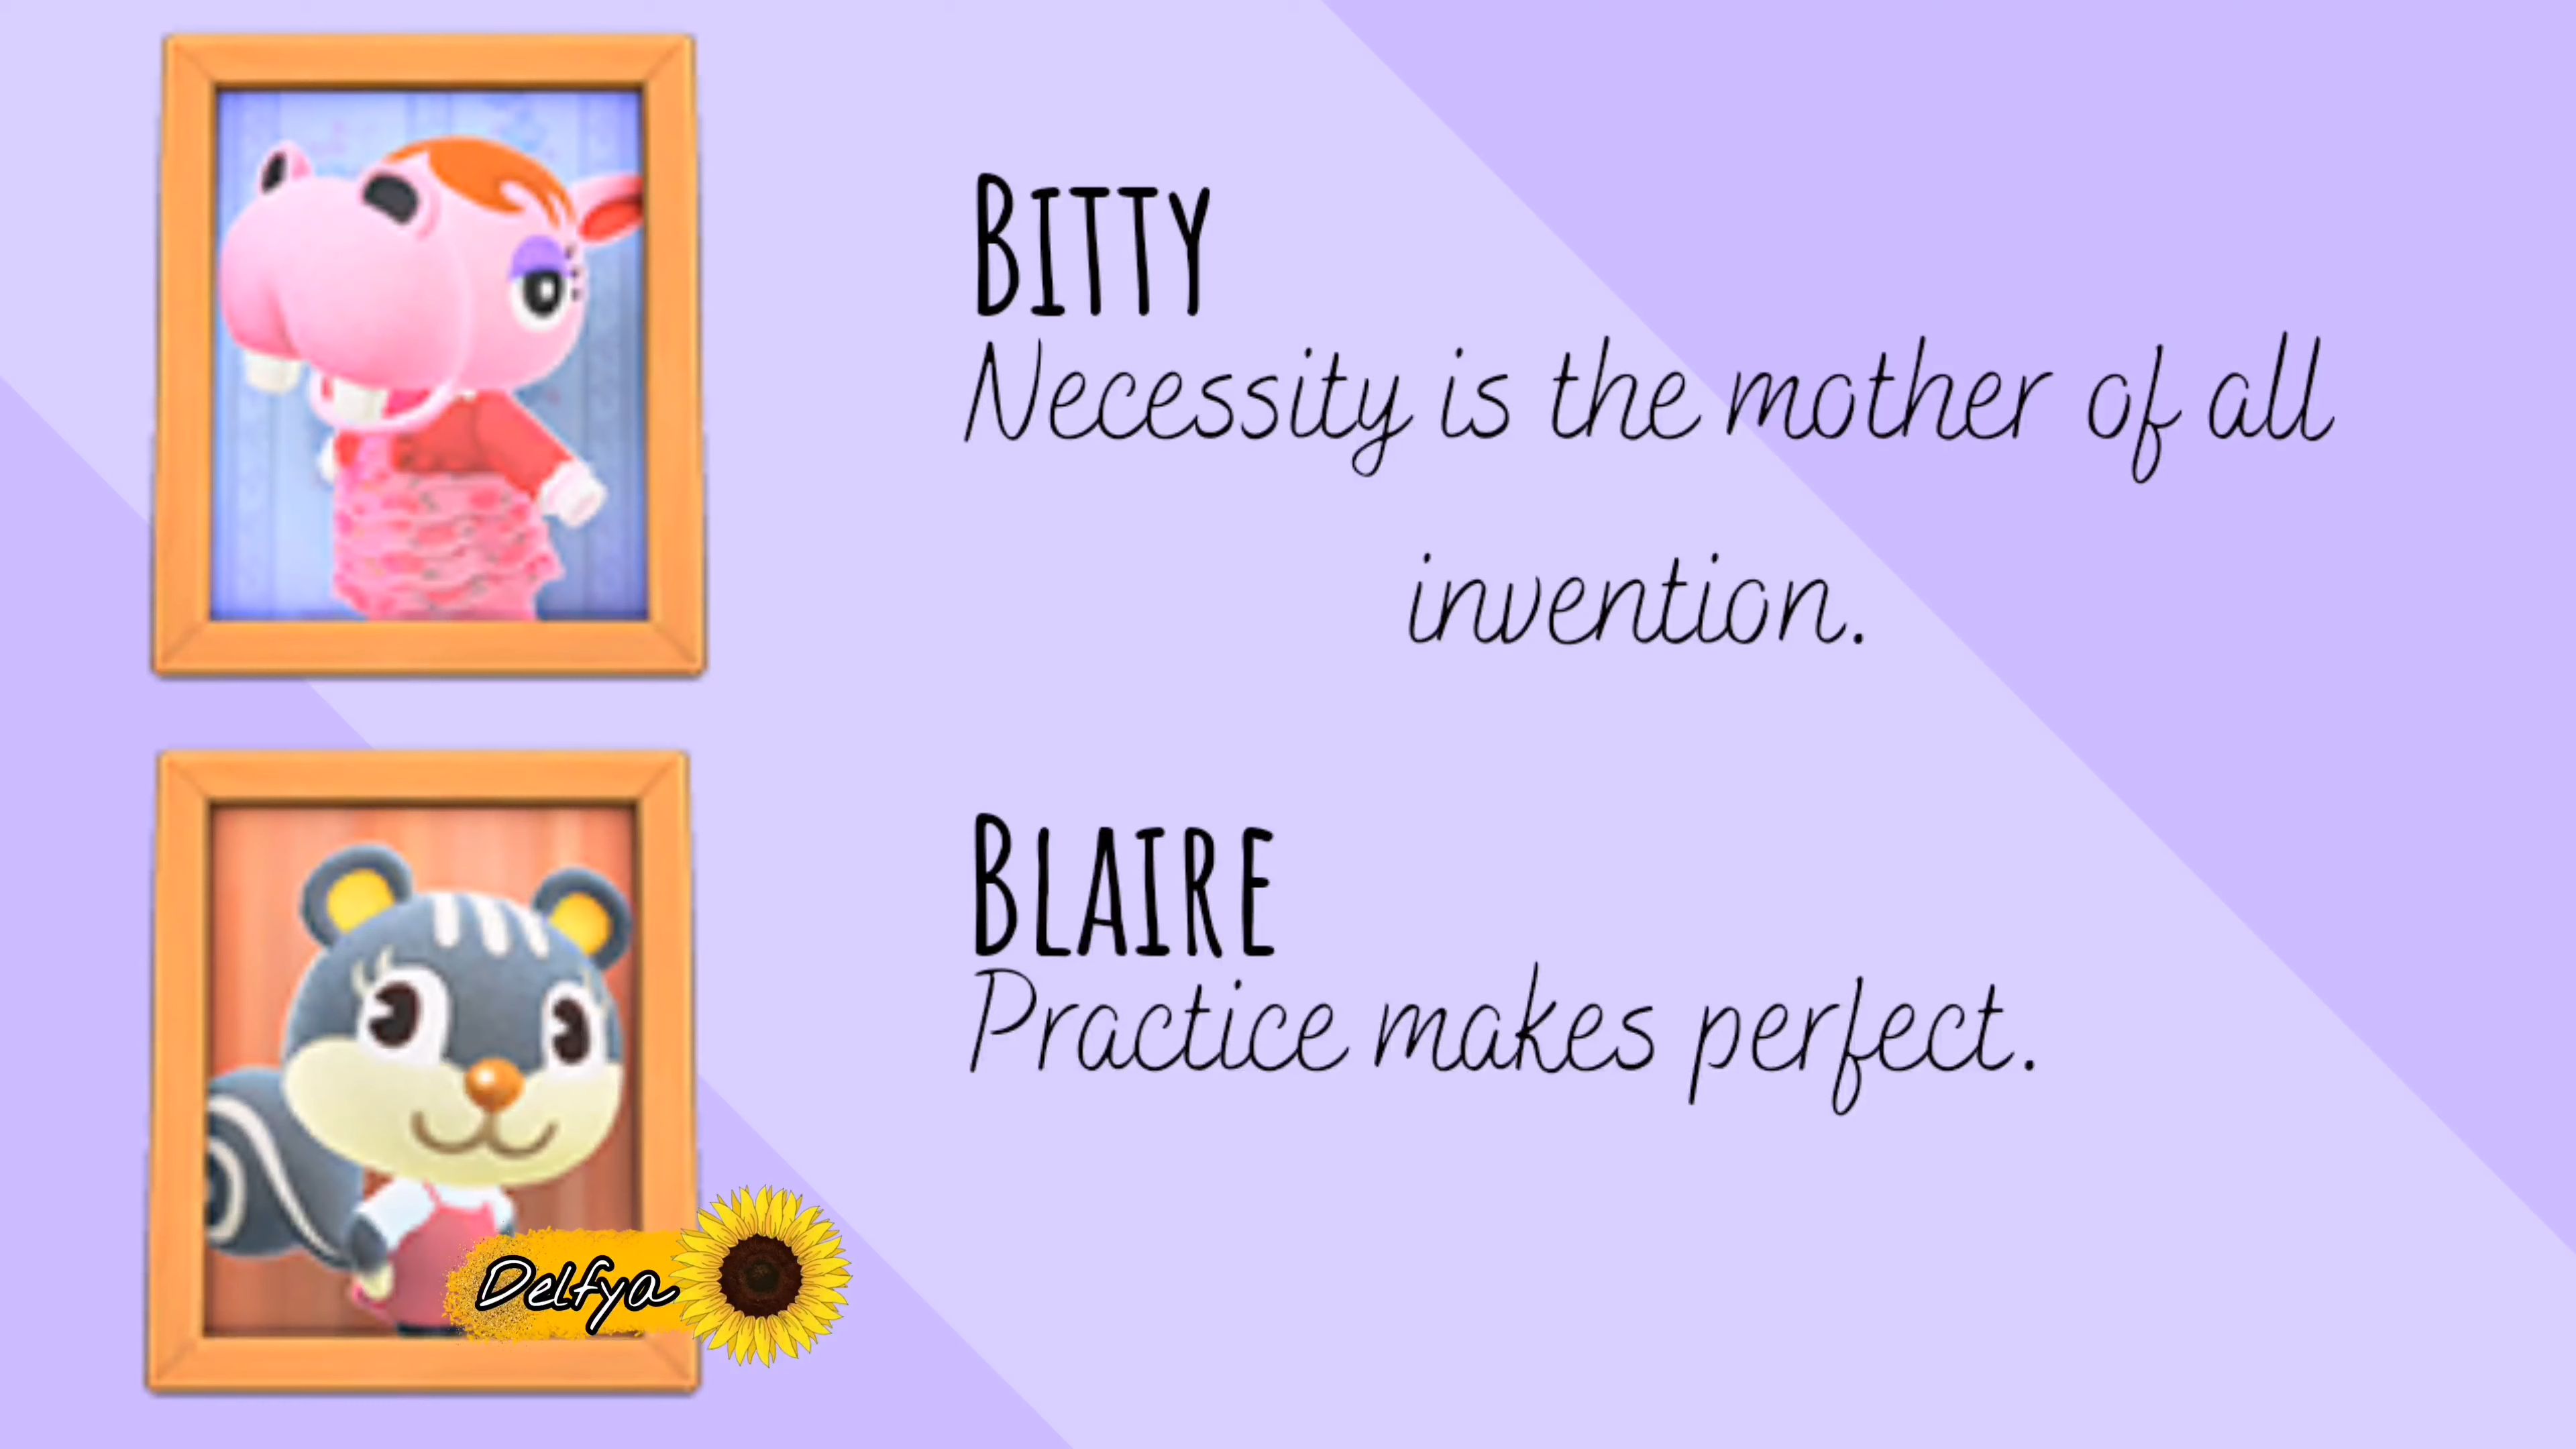 BITTY
Necessity is the mother of all
invention.
BLAIRE
Practice makes perfect.
Delfya